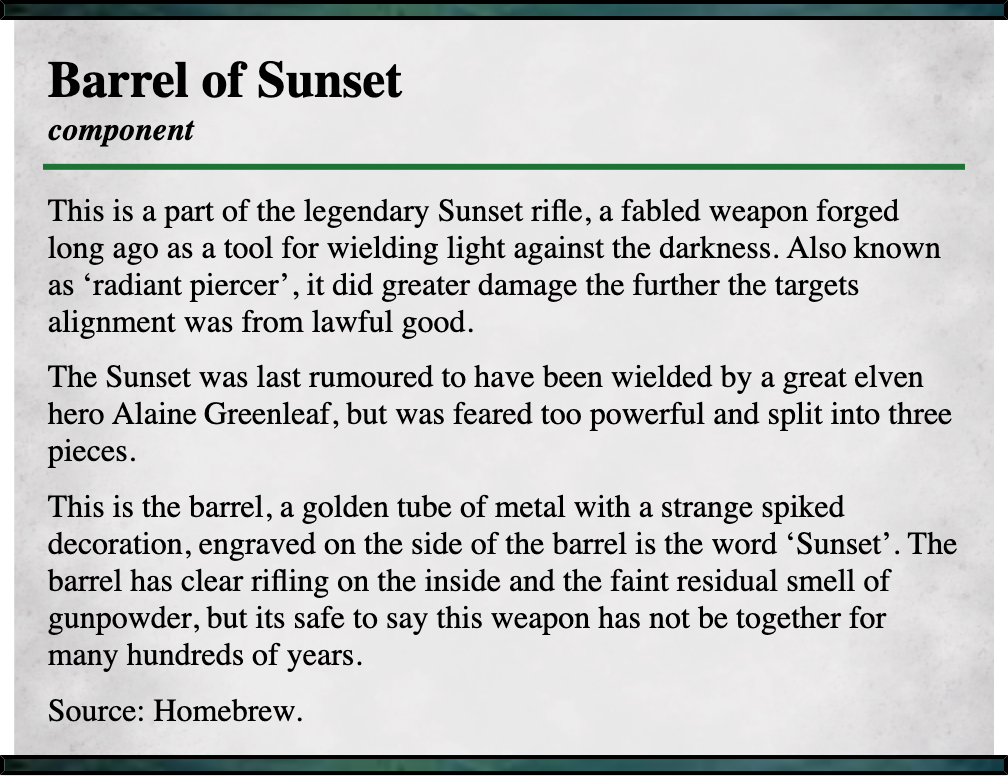 Barrel of Sunset
component
This is a part of the legendary Sunset rifle, a fabled weapon forged
long ago as a tool for wielding light against the darkness. Also known
as ‘radiant piercer’, it did greater damage the further the targets
alignment was from lawful good.
The Sunset was last rumoured to have been wielded by a great elven
hero Alaine Greenleaf, but was feared too powerful and split into three
pieces.
This is the barrel, a golden tube of metal with a strange spiked
decoration, engraved on the side of the barrel is the word ‘Sunset’. The
barrel has clear rifling on the inside and the faint residual smell of
gunpowder, but its safe to say this weapon has not be together for
many hundreds of years.
Source: Homebrew.